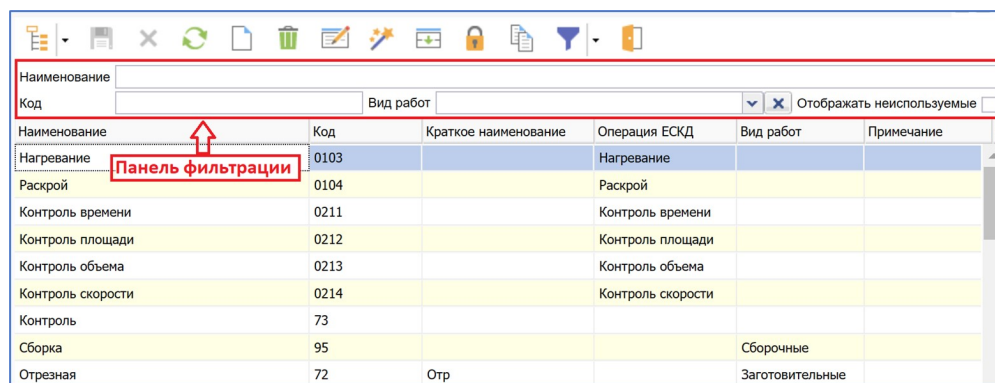 Наименование
Код Вид работ Отображать неиспользуемые
Наименование Код Краткое наименование Операция ЕСКД Вид работ Примечание
Нагревание 0103 Нагревание
Панель фильтрации
Раскрой 0104 Раскрой
Контроль времени 0211 Контроль времени
Контроль площади 0212 Контроль площади
Контроль объема 0213 Контроль объема
Контроль скорости 0214 Контроль скорости
Контроль 73
Сборка 95 Сборочные
Отрезная 72 Отр Заготовительные